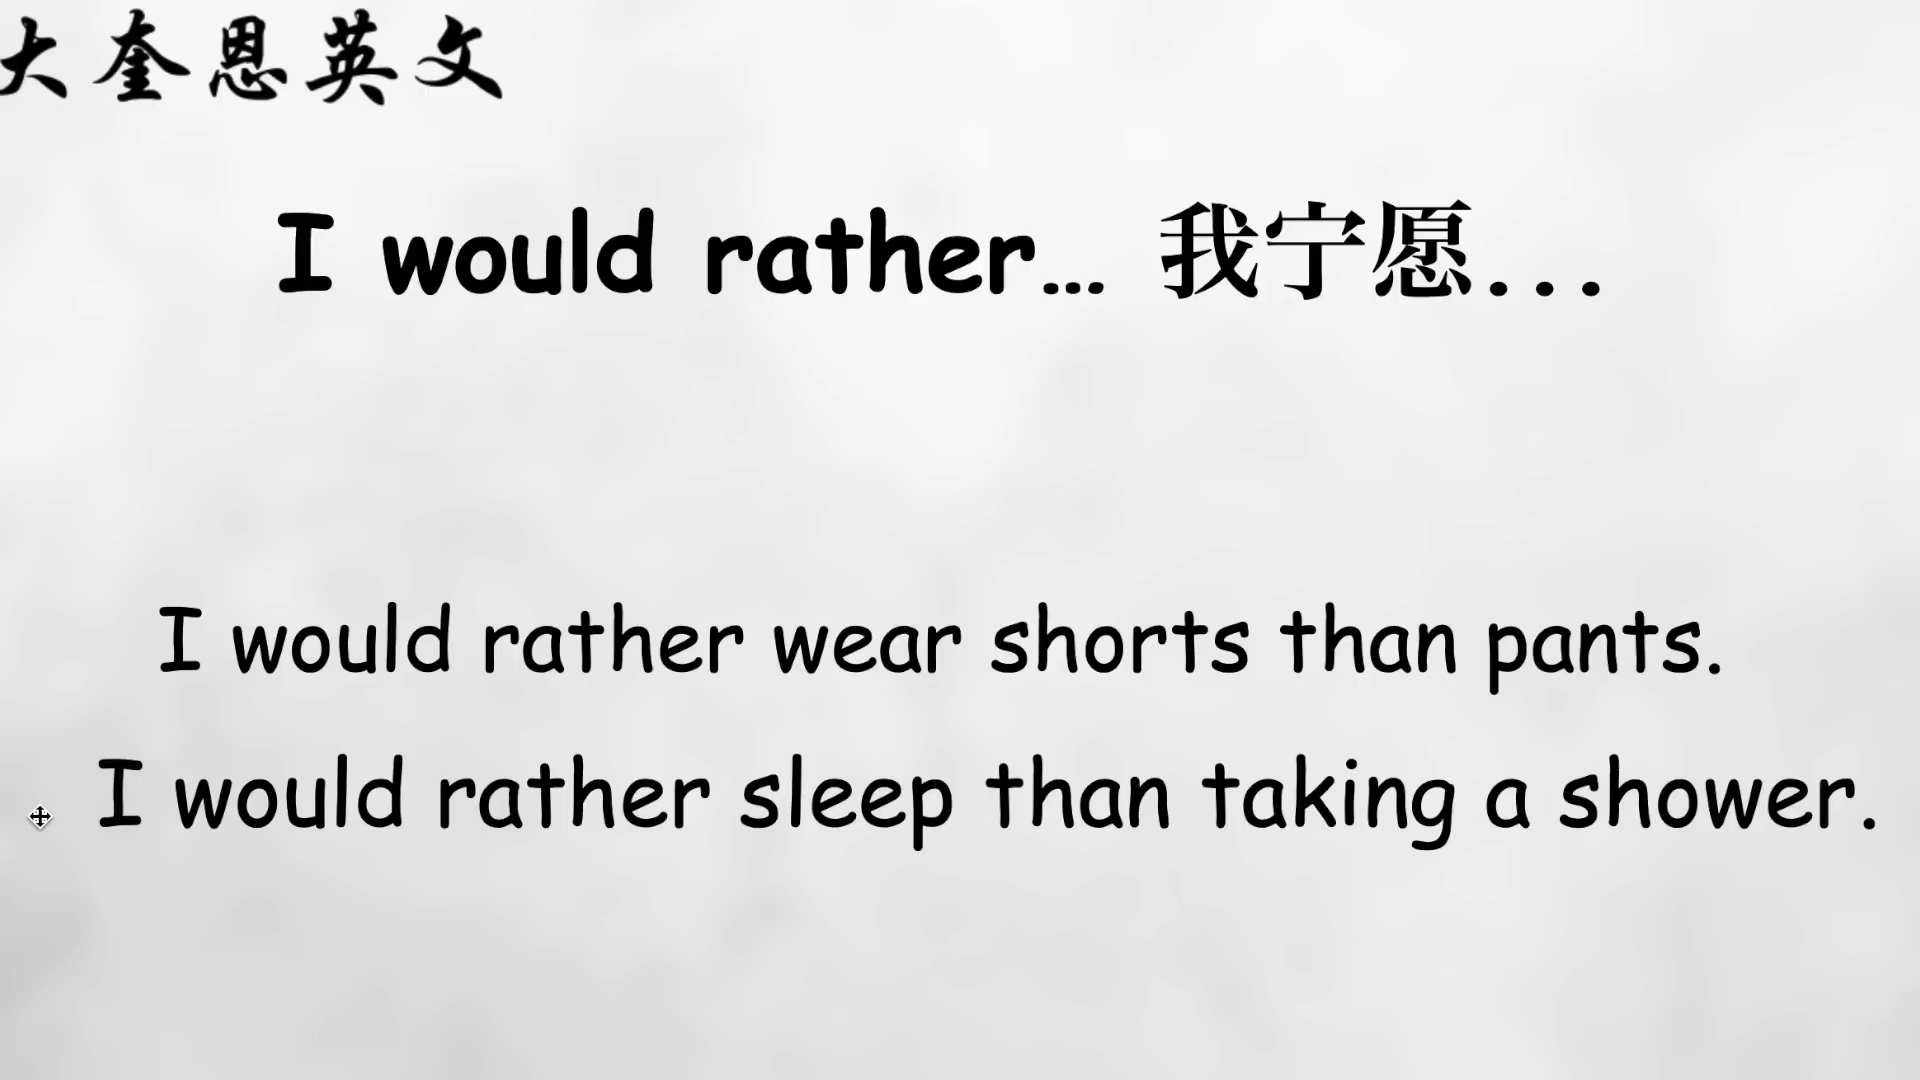 大奎恩英文
I would rather... 我宁愿...
I would rather wear shorts than pants.
I would rather sleep than taking a shower.